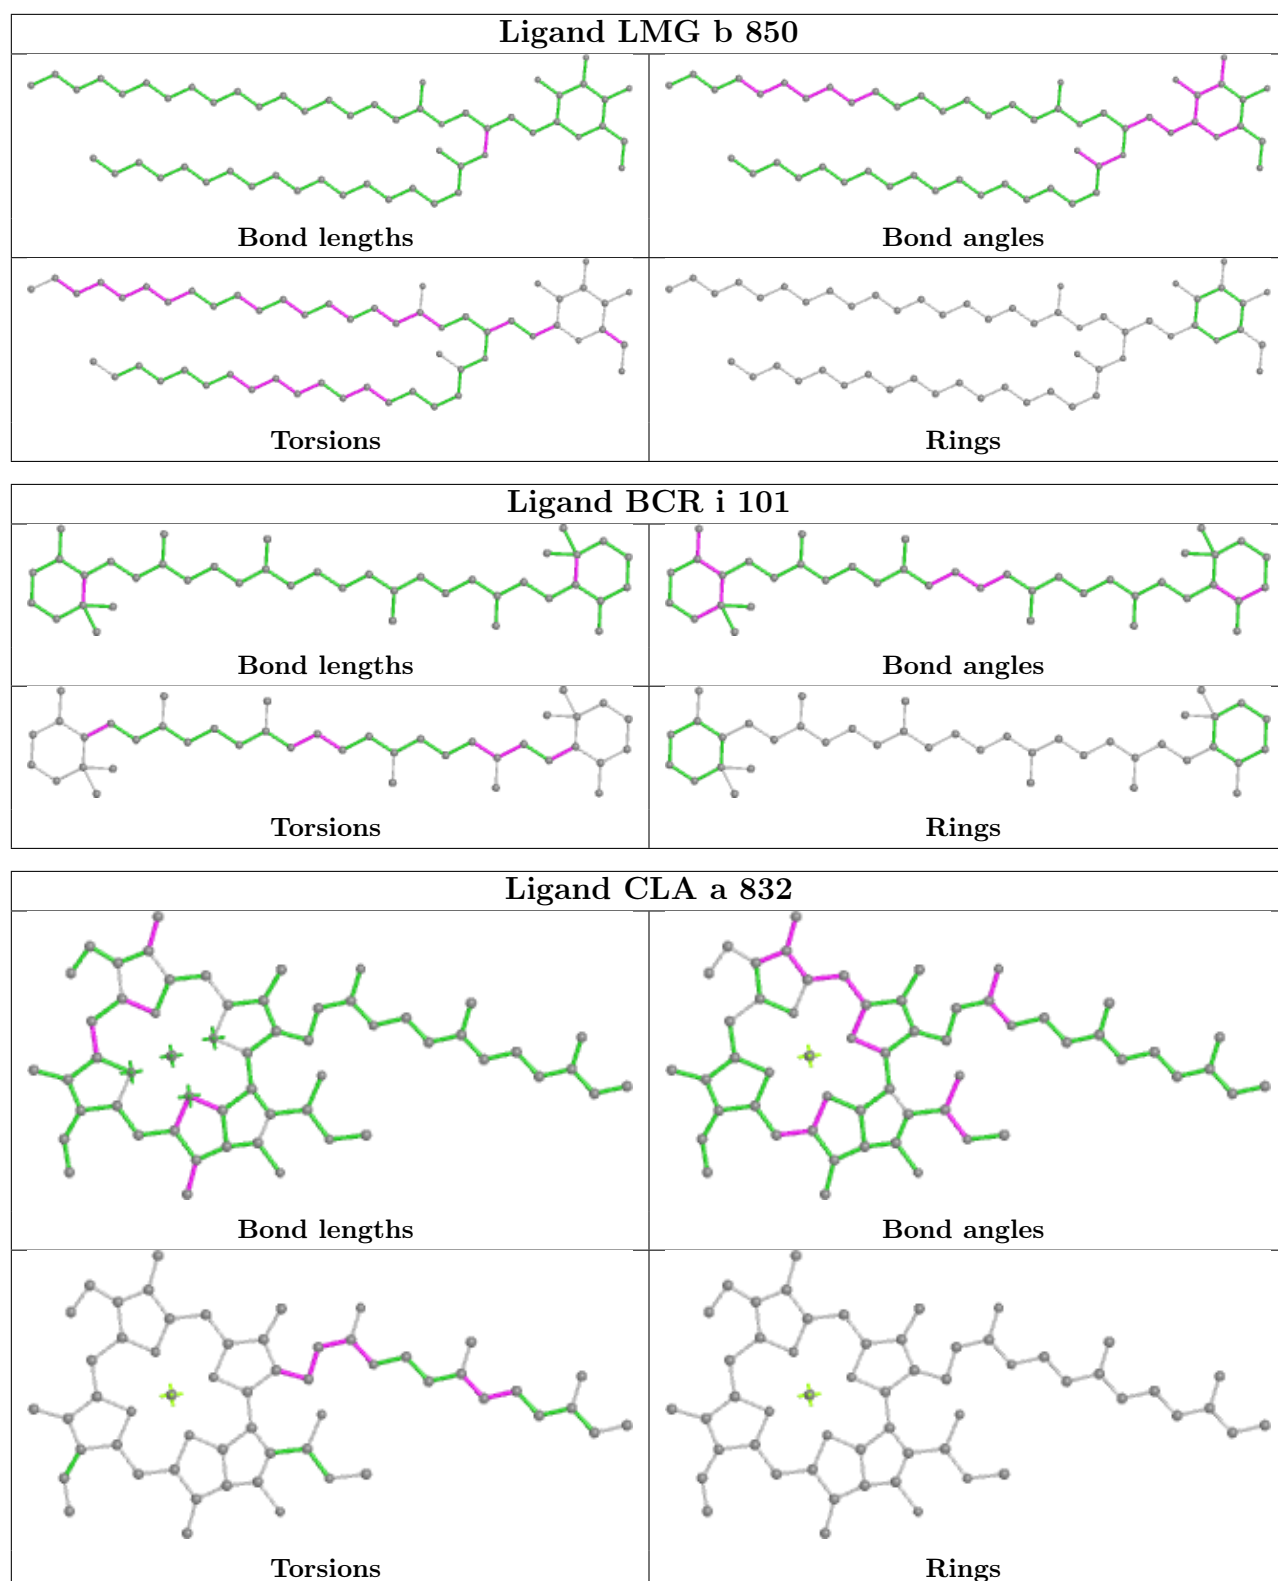 Ligand LMG b 850
Bond lengths
Bond angles
Torsions
Rings
Ligand BCR i 101
Bond lengths
Bond angles
Torsions
Rings
Ligand CLA a 832
Bond lengths
Bond angles
Torsions
Rings